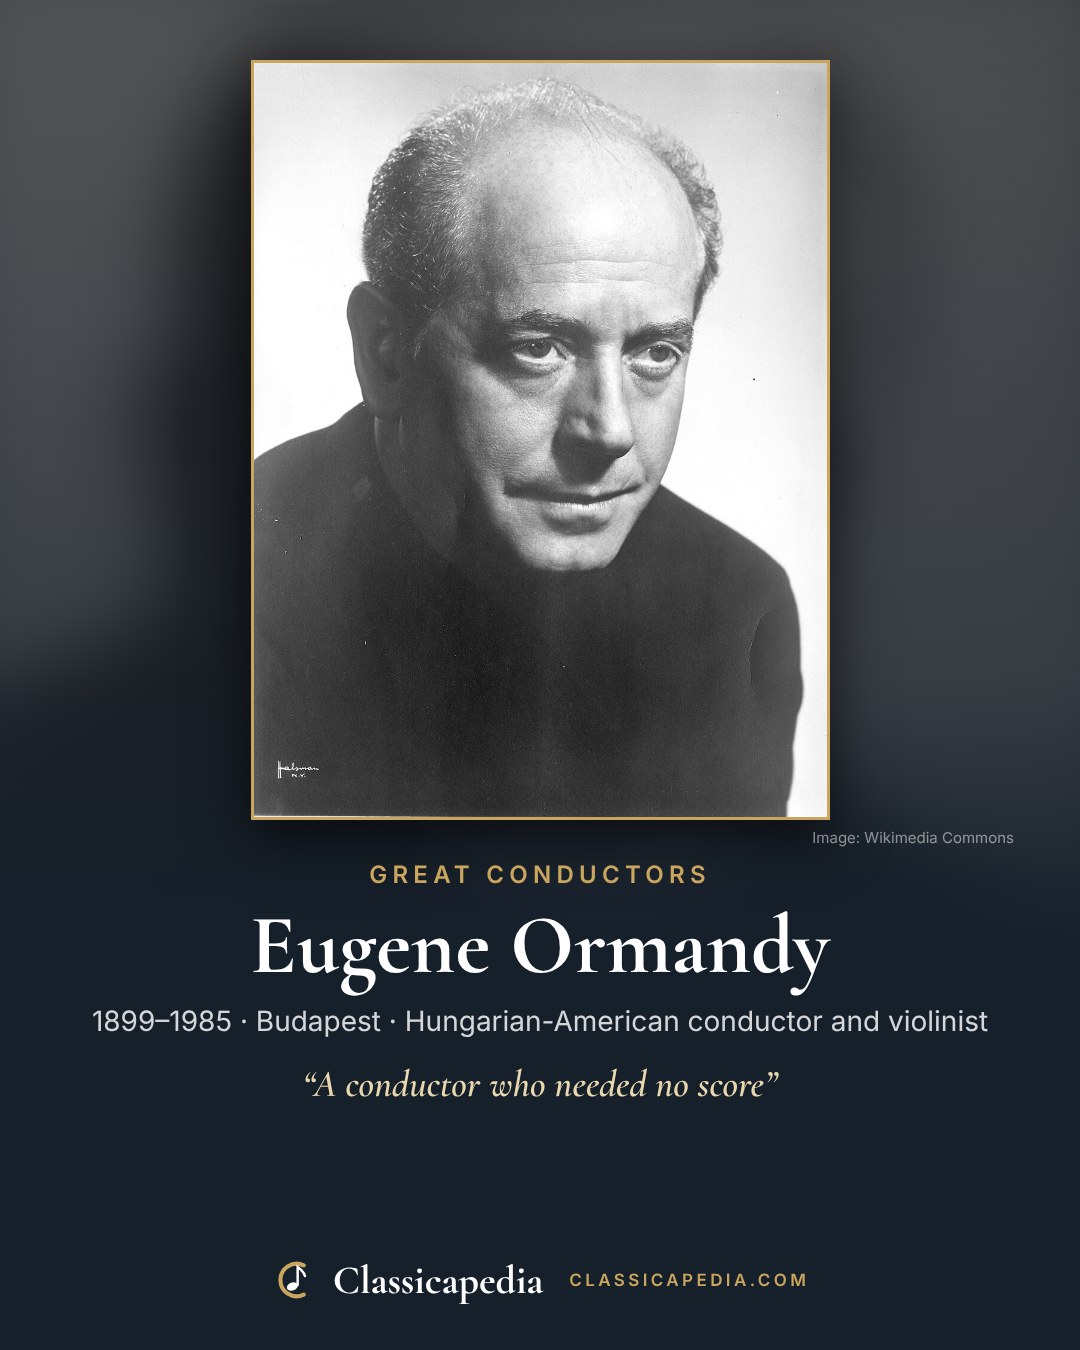 Halsman
N.Y.
Image: Wikimedia Commons
GREAT CONDUCTORS
Eugene Ormandy
1899–1985 · Budapest · Hungarian-American conductor and violinist
“A conductor who needed no score”
Classicapedia CLASSICAPEDIA.COM